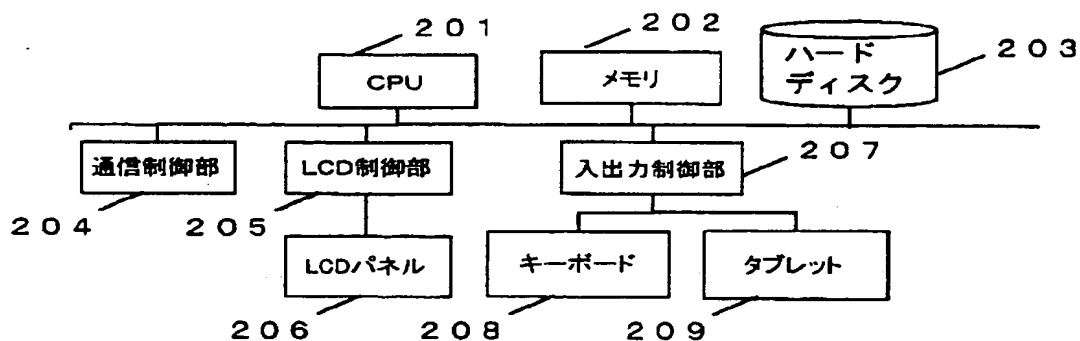 201
CPU
202
メモリ
203
ハード
ディスク
通信制御部
204
LCD制御部
205
入出力制御部
207
LCDパネル
206
キーボード
208
タブレット
209